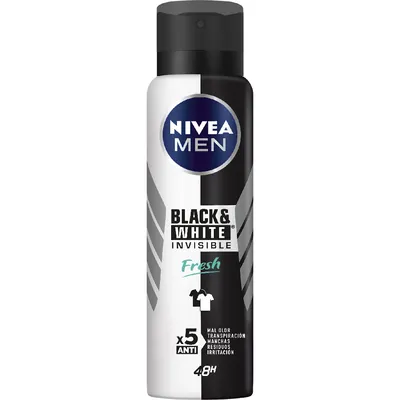 NIVEA
MEN
BLACK&
WHITE®
INVISIBLE
Fresh
x5
ANTI
MAL OLOR
TRANSPIRACIÓN
MANCHAS
RESIDUOS
IRRITACIÓN
48H